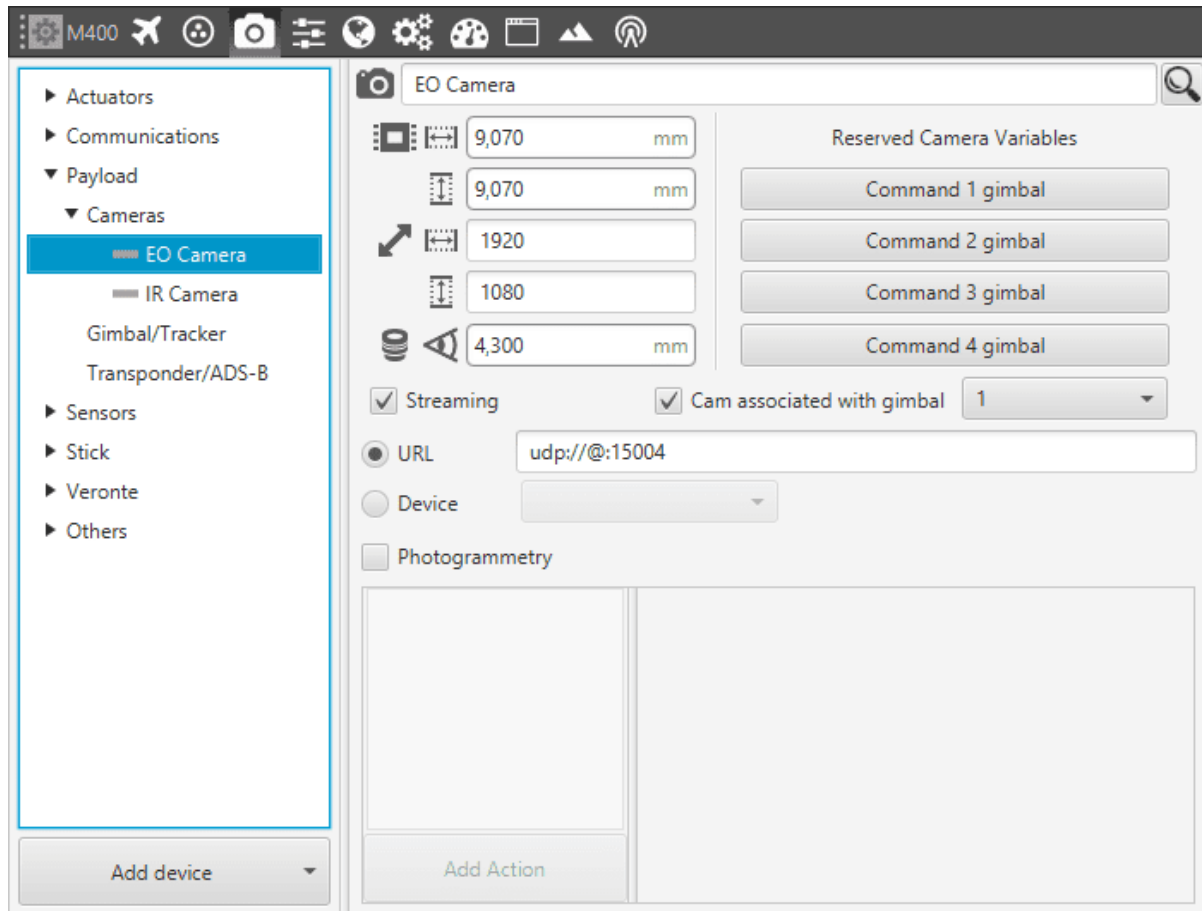 M400
Actuators
Communications
Payload
Cameras
EO Camera
IR Camera
Gimbal/Tracker
Transponder/ADS-B
Sensors
Stick
Veronte
Others
Add device
EO Camera
9,070 mm
9,070 mm
1920
1080
4,300 mm
Reserved Camera Variables
Command 1 gimbal
Command 2 gimbal
Command 3 gimbal
Command 4 gimbal
Streaming
Cam associated with gimbal 1
URL udp://@:15004
Device
Photogrammetry
Add Action